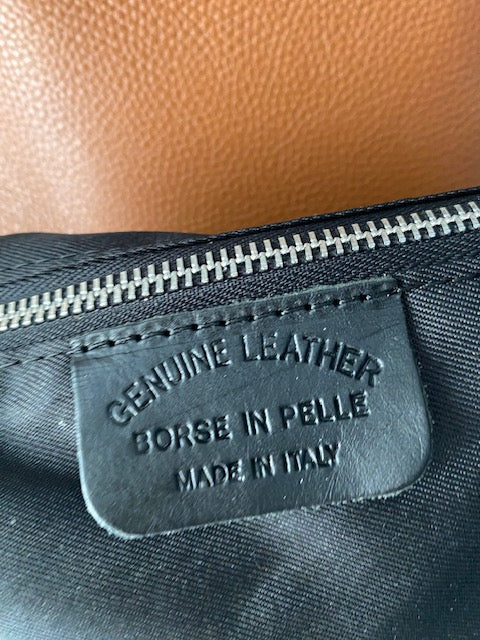 GENUINE LEATHER
BORSE IN PELLE
MADE IN ITALY